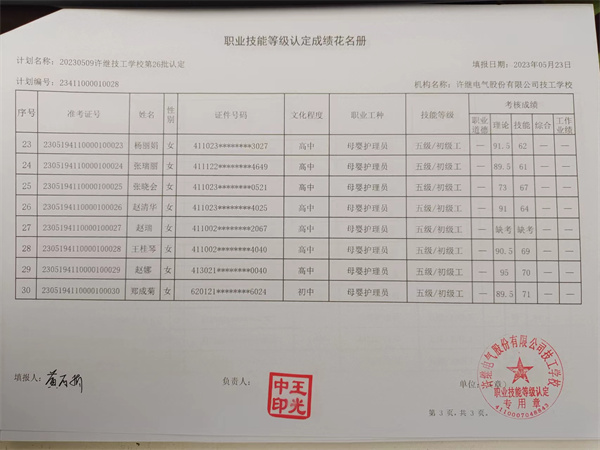 职业技能等级认定成绩花名册
计划名称：20230509许继技工学校第26批认定 填报日期：2023年05月23日
计划编号：23411000010028 机构名称：许继电气股份有限公司技工学校
序号 准考证号 姓名 性别 证件号码 文化程度 职业工种 技能等级 考核成绩
职业道德 理论 技能 综合 工作业绩
23 2305194110000100023 杨丽娟 女 411023********3027 高中 母婴护理员 五级/初级工 — 91.5 62 — —
24 2305194110000100024 张瑞丽 女 411122********4649 高中 母婴护理员 五级/初级工 — 89.5 61 — —
25 2305194110000100025 张晓会 女 411023********0521 高中 母婴护理员 五级/初级工 — 73 67 — —
26 2305194110000100026 赵清华 女 411023********4025 高中 母婴护理员 五级/初级工 — 91 64 — —
27 2305194110000100027 赵瑞 女 411002********2067 高中 母婴护理员 五级/初级工 — 缺考 缺考 — —
28 2305194110000100028 王桂琴 女 411002********4040 高中 母婴护理员 五级/初级工 — 90.5 69 — —
29 2305194110000100029 赵娜 女 413021********0040 高中 母婴护理员 五级/初级工 — 95 70 — —
30 2305194110000100030 郑成菊 女 620121********6024 初中 母婴护理员 五级/初级工 — 89.5 71 — —
填报人： 负责人： 单位（章）：
王光中印
许继电气股份有限公司技工学校
职业技能等级认定
专用章
第 3 页,共 3 页